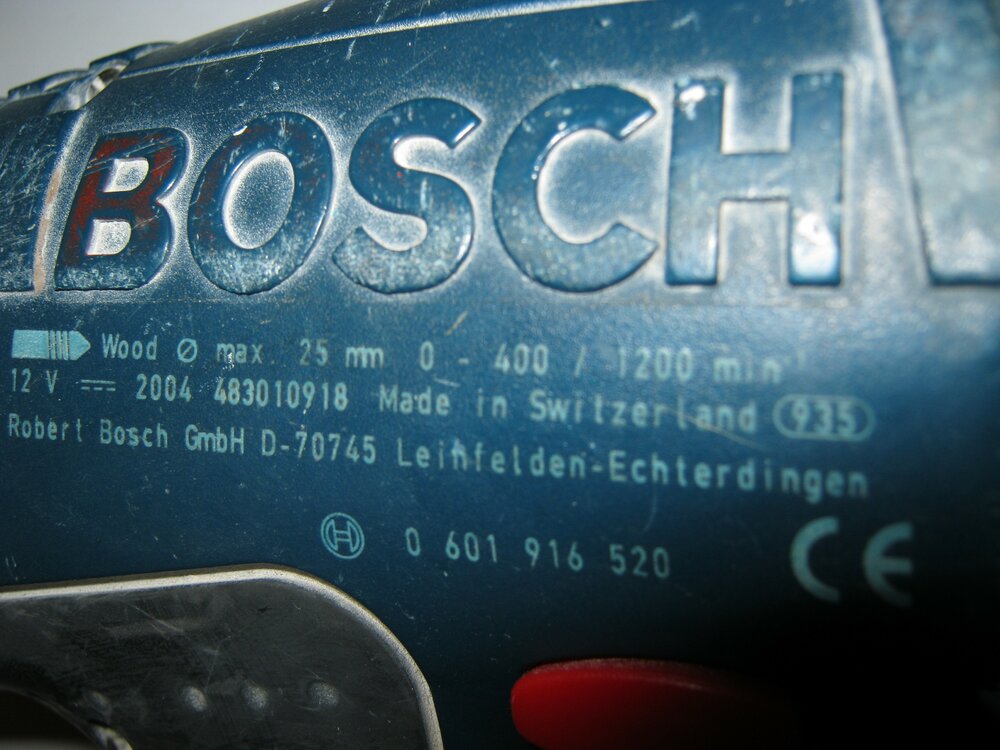 BOSCH
Wood Ø max. 25 mm 0 - 400 / 1200 min⁻¹
12 V ⎓ 2004 483010918 Made in Switzerland 935
Robert Bosch GmbH D-70745 Leinfelden-Echterdingen
0 601 916 520 CE